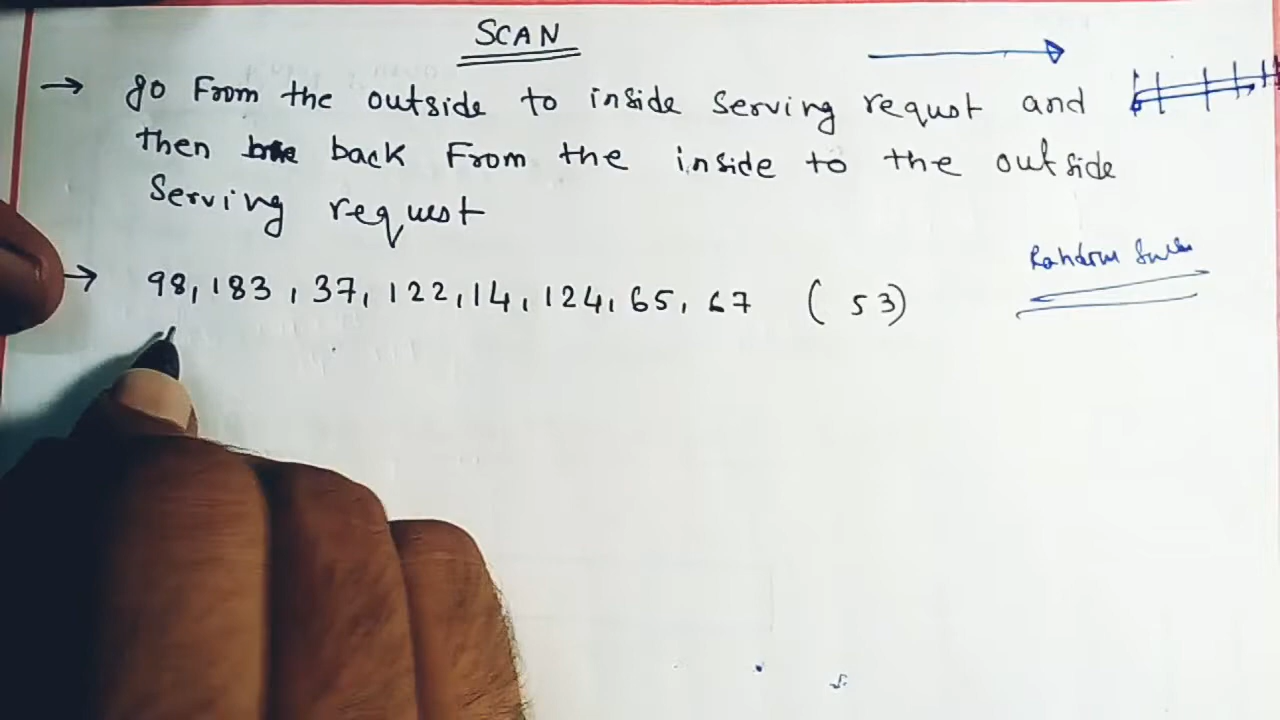 SCAN
→ go From the outside to inside serving requst and
then back From the inside to the outside
Serving request
→ 98, 183, 37, 122, 14, 124, 65, 67 (53)
Random